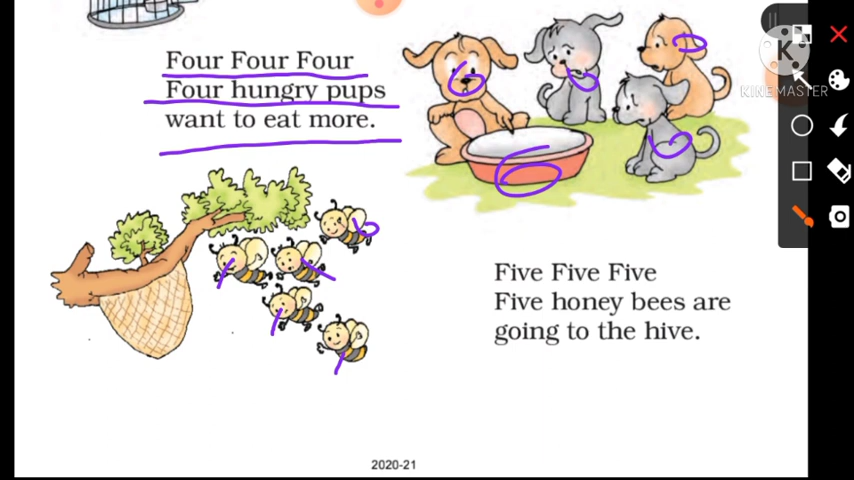 Four Four Four
Four hungry pups
want to eat more.
K
KINEMASTER
Five Five Five
Five honey bees are
going to the hive.
2020-21